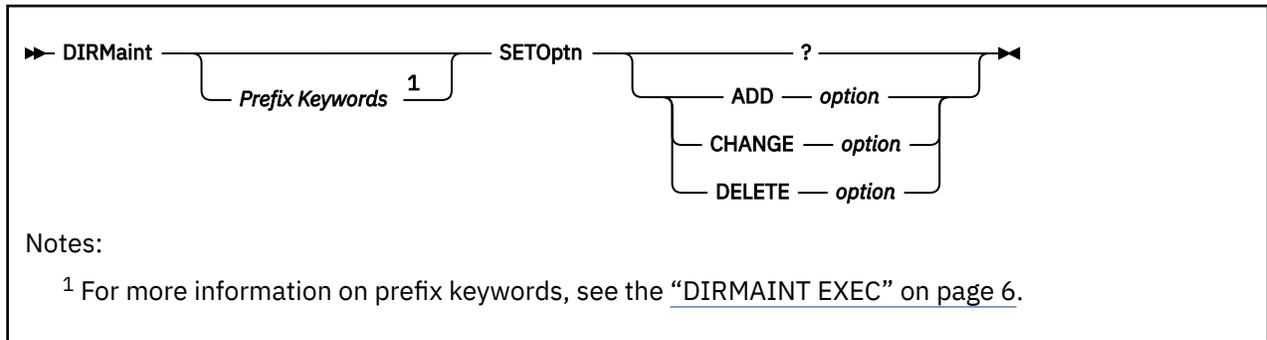 DIRMaint Prefix Keywords 1 SETOptn ?
ADD option
CHANGE option
DELETE option
Notes:
1 For more information on prefix keywords, see the “DIRMAINT EXEC” on page 6.